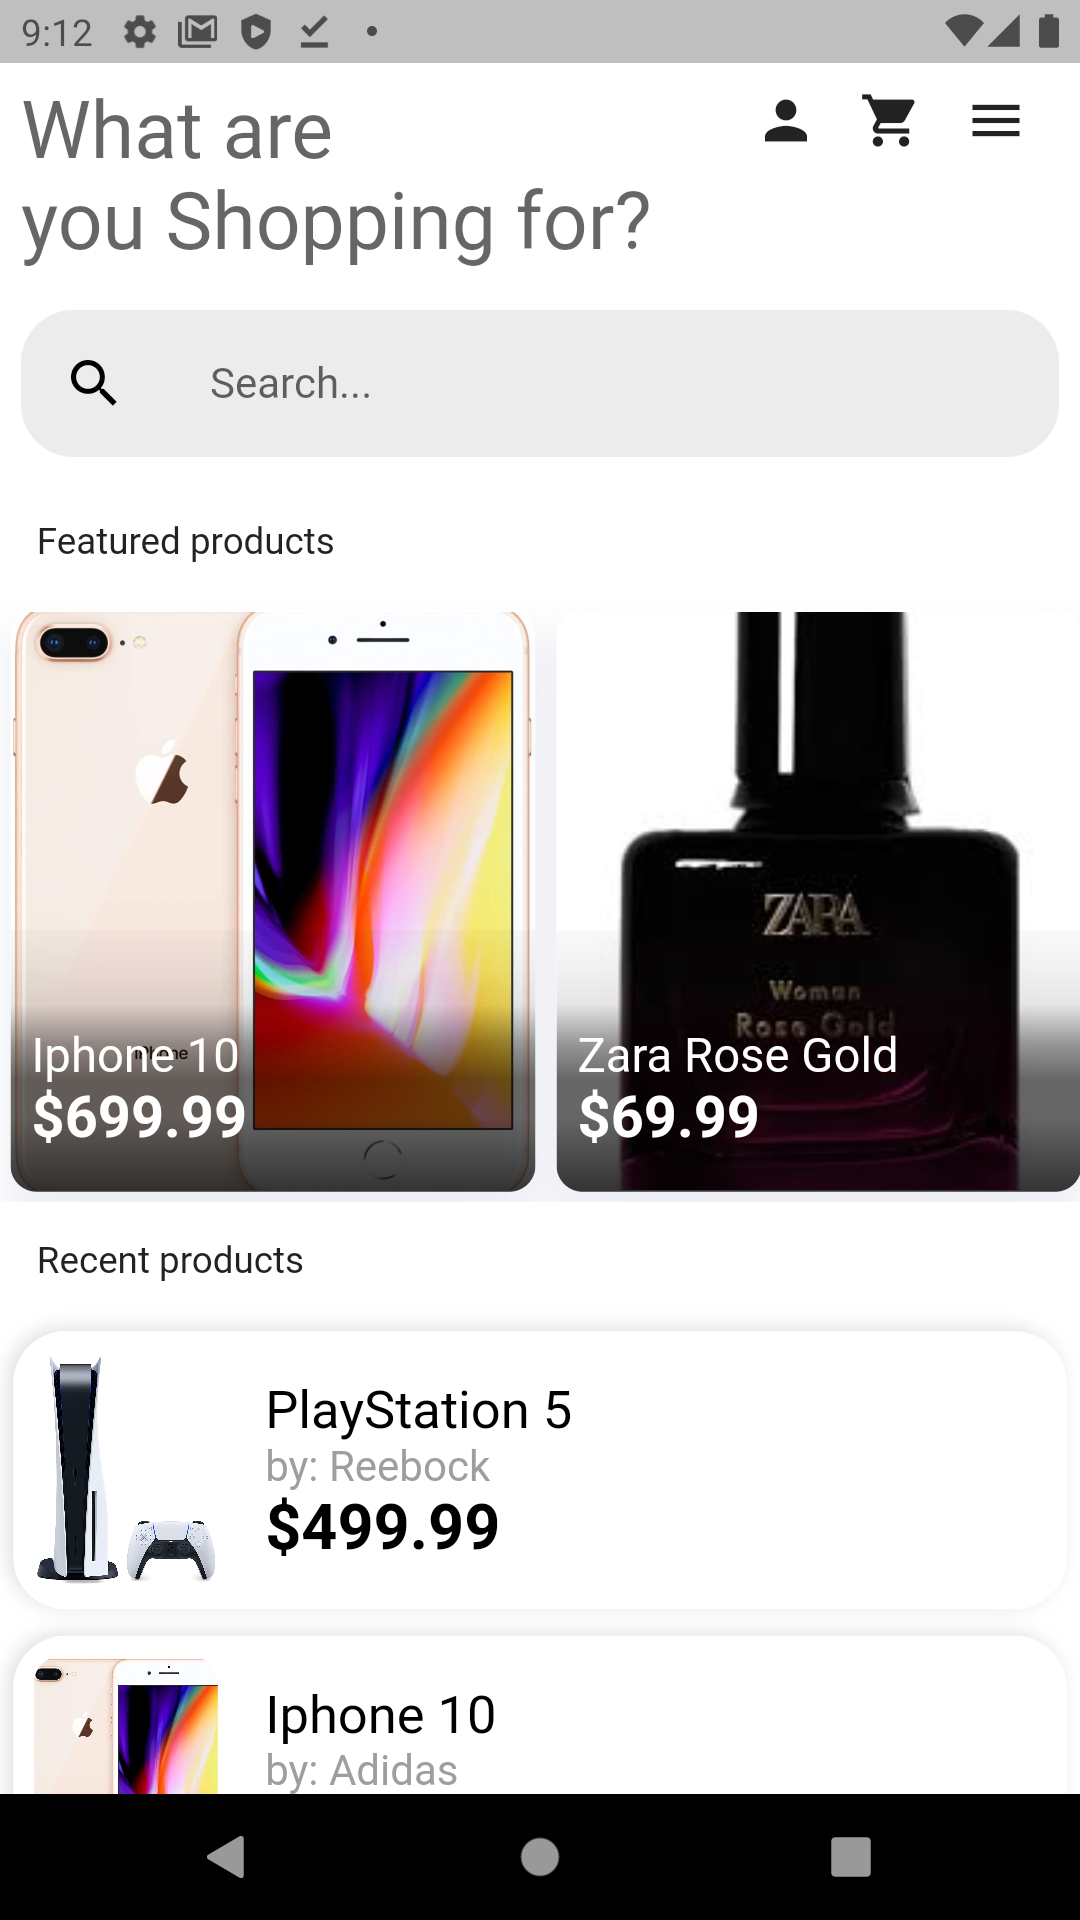 9:12
What are
you Shopping for?
Search...
Featured products
ZARA
Woman
Rose Gold
iPhone
Iphone 10
$699.99
Zara Rose Gold
$69.99
Recent products
PlayStation 5
by: Reebock
$499.99
Iphone 10
by: Adidas